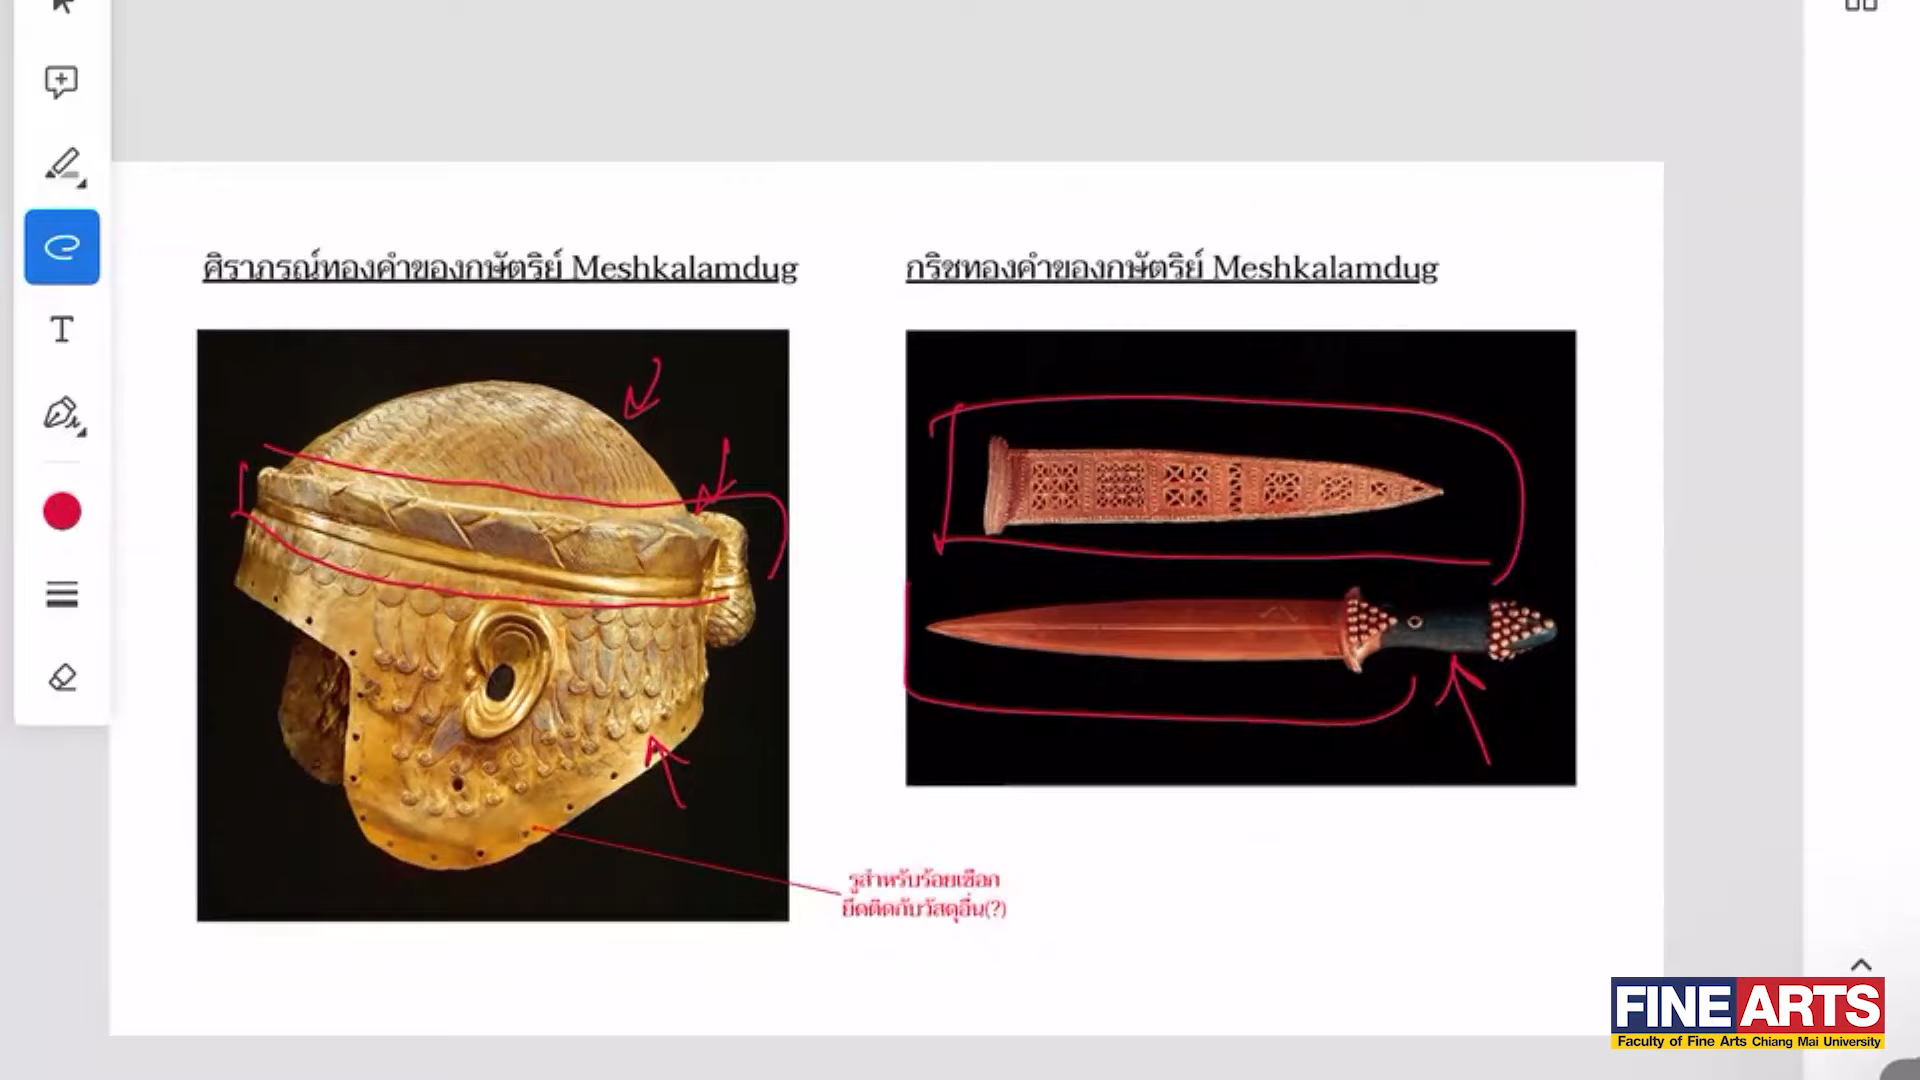 ศิราภรณ์ทองคำของกษัตริย์ Meshkalamdug
กริชทองคำของกษัตริย์ Meshkalamdug
รูสำหรับร้อยเชือก
ยึดติดกับวัสดุอื่น(?)
FINE ARTS
Faculty of Fine Arts Chiang Mai University